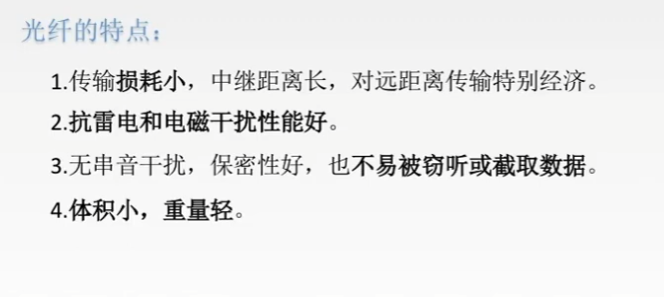 光纤的特点：
1.传输损耗小，中继距离长，对远距离传输特别经济。
2.抗雷电和电磁干扰性能好。
3.无串音干扰，保密性好，也不易被窃听或截取数据。
4.体积小，重量轻。